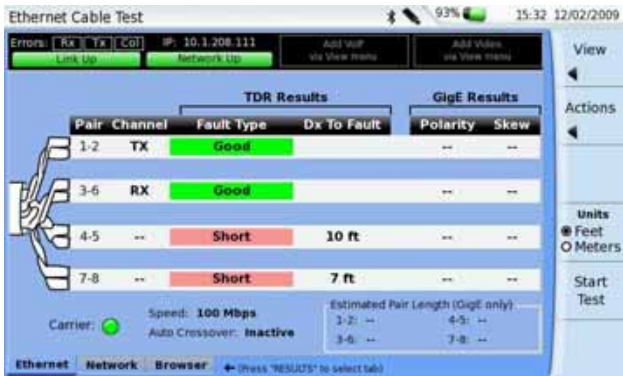 Ethernet Cable Test 93% 15:32 12/02/2009
Errors: Rx Tx Col IP: 10.1.208.111
Link Up Network Up
Add VoIP
via View menu
Add Video
via View menu
View
Actions
TDR Results GigE Results
Pair Channel Fault Type Dx To Fault Polarity Skew
1-2 TX Good -- --
3-6 RX Good -- --
4-5 -- Short 10 ft -- --
7-8 -- Short 7 ft -- --
Units
Feet
Meters
Start
Test
Carrier:
Speed: 100 Mbps
Auto Crossover: Inactive
Estimated Pair Length (GigE only)
1-2: -- 4-5: --
3-6: -- 7-8: --
Ethernet Network Browser (Press "RESULTS" to select tab)